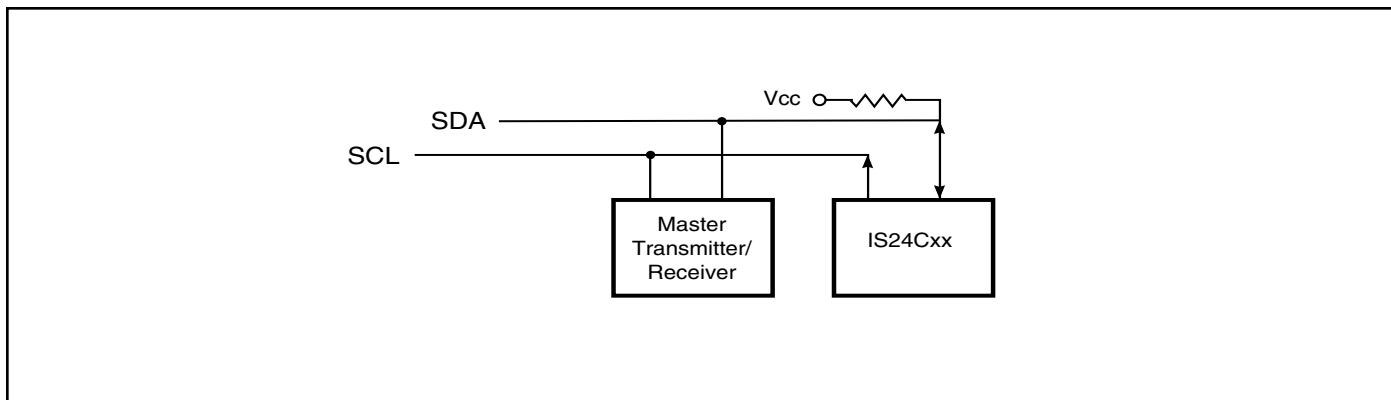 Vcc
SDA
SCL
Master
Transmitter/
Receiver
IS24Cxx